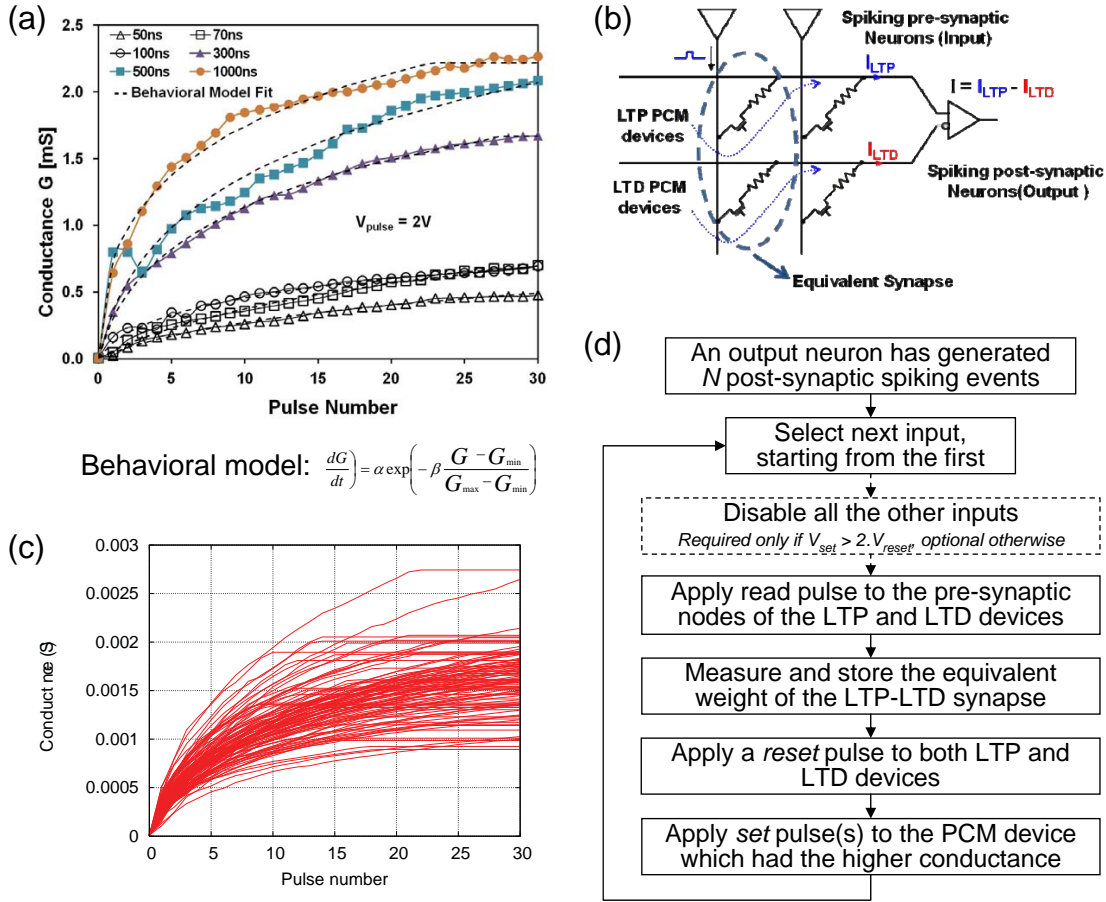 (a)
2.5
2.0
1.5
1.0
0.5
0.0
Conductance G [mS]
50ns 70ns
100ns 300ns
500ns 1000ns
Behavioral Model Fit
V_pulse = 2V
0 5 10 15 20 25 30
Pulse Number
Behavioral model: dG/dt) = α exp(-β (G - G_min)/(G_max - G_min))
(b)
Spiking pre-synaptic
Neurons (Input)
I_LTP
I = I_LTP - I_LTD
LTP PCM
devices
I_LTD
LTD PCM
devices
Spiking post-synaptic
Neurons(Output )
Equivalent Synapse
(c)
0.003
0.0025
0.002
0.0015
0.001
0.0005
0
Conduct nce (S)
0 5 10 15 20 25 30
Pulse number
(d)
An output neuron has generated
N post-synaptic spiking events
Select next input,
starting from the first
Disable all the other inputs
Required only if V_set > 2.V_reset, optional otherwise
Apply read pulse to the pre-synaptic
nodes of the LTP and LTD devices
Measure and store the equivalent
weight of the LTP-LTD synapse
Apply a reset pulse to both LTP and
LTD devices
Apply set pulse(s) to the PCM device
which had the higher conductance